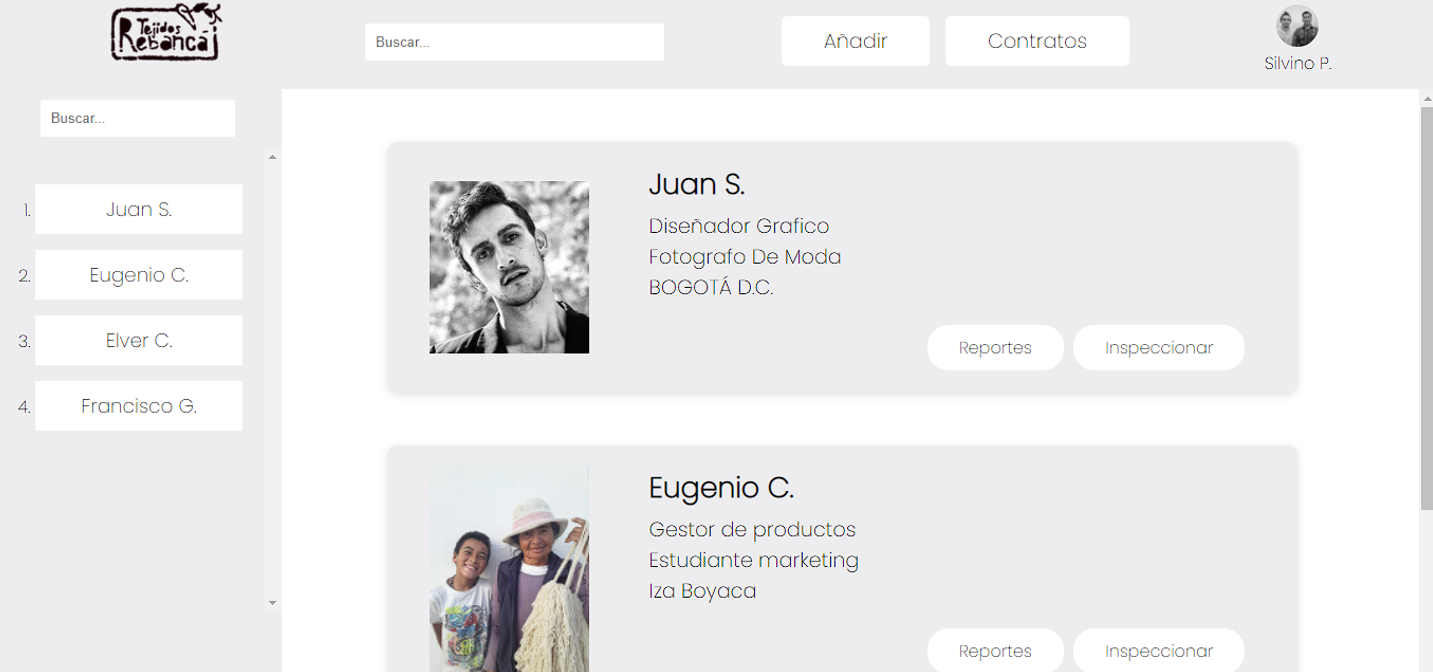 Tejidos
Rebancá
Buscar...
Añadir
Contratos
Silvino P.
Buscar...
1. Juan S.
2. Eugenio C.
3. Elver C.
4. Francisco G.
Juan S.
Diseñador Grafico
Fotografo De Moda
BOGOTÁ D.C.
Reportes
Inspeccionar
Eugenio C.
Gestor de productos
Estudiante marketing
Iza Boyaca
Reportes
Inspeccionar